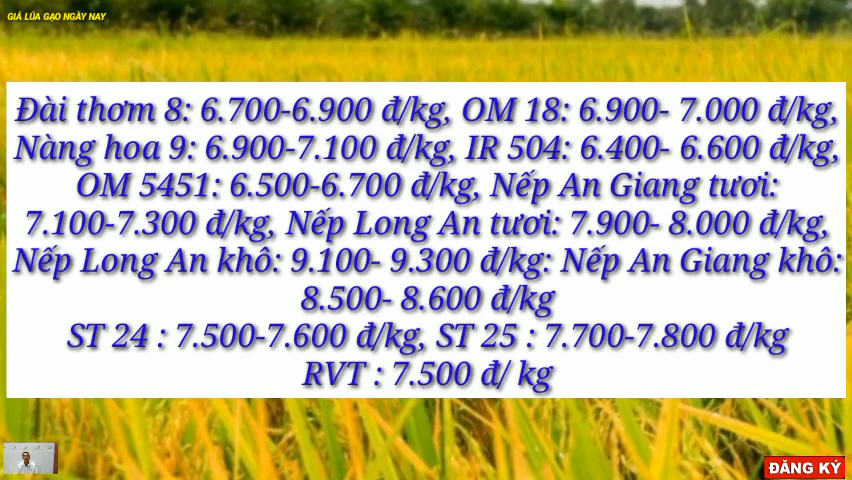 GIÁ LÚA GẠO NGÀY NAY
Đài thơm 8: 6.700-6.900 đ/kg, OM 18: 6.900- 7.000 đ/kg,
Nàng hoa 9: 6.900-7.100 đ/kg, IR 504: 6.400- 6.600 đ/kg,
OM 5451: 6.500-6.700 đ/kg, Nếp An Giang tươi:
7.100-7.300 đ/kg, Nếp Long An tươi: 7.900- 8.000 đ/kg,
Nếp Long An khô: 9.100- 9.300 đ/kg: Nếp An Giang khô:
8.500- 8.600 đ/kg
ST 24 : 7.500-7.600 đ/kg, ST 25 : 7.700-7.800 đ/kg
RVT : 7.500 đ/ kg
ĐĂNG KÝ